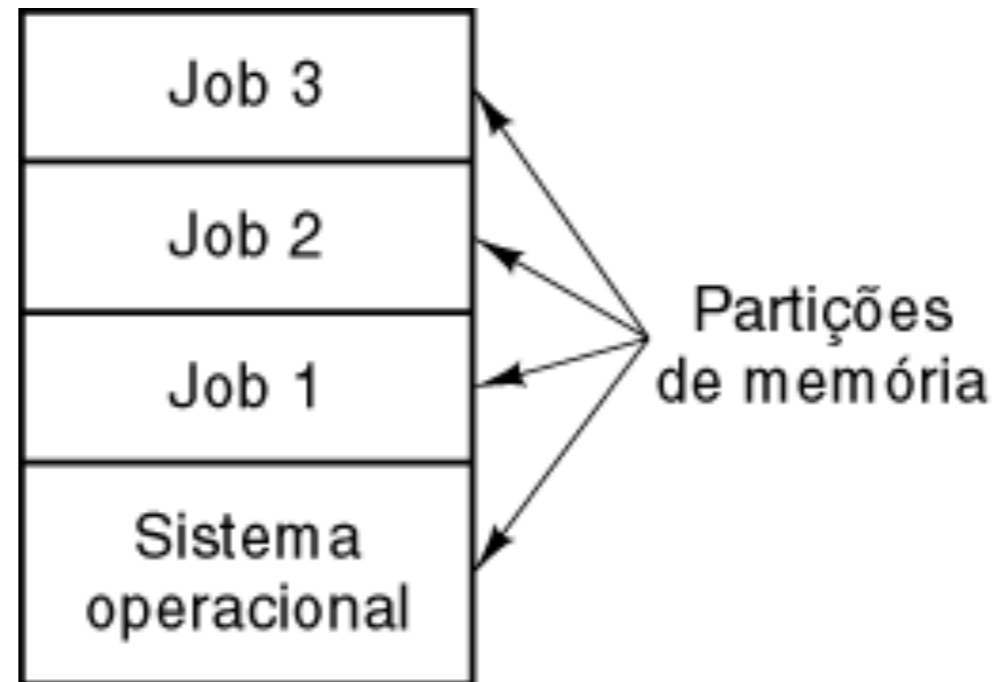 Job 3
Job 2
Job 1
Sistema
operacional
Partições
de memória